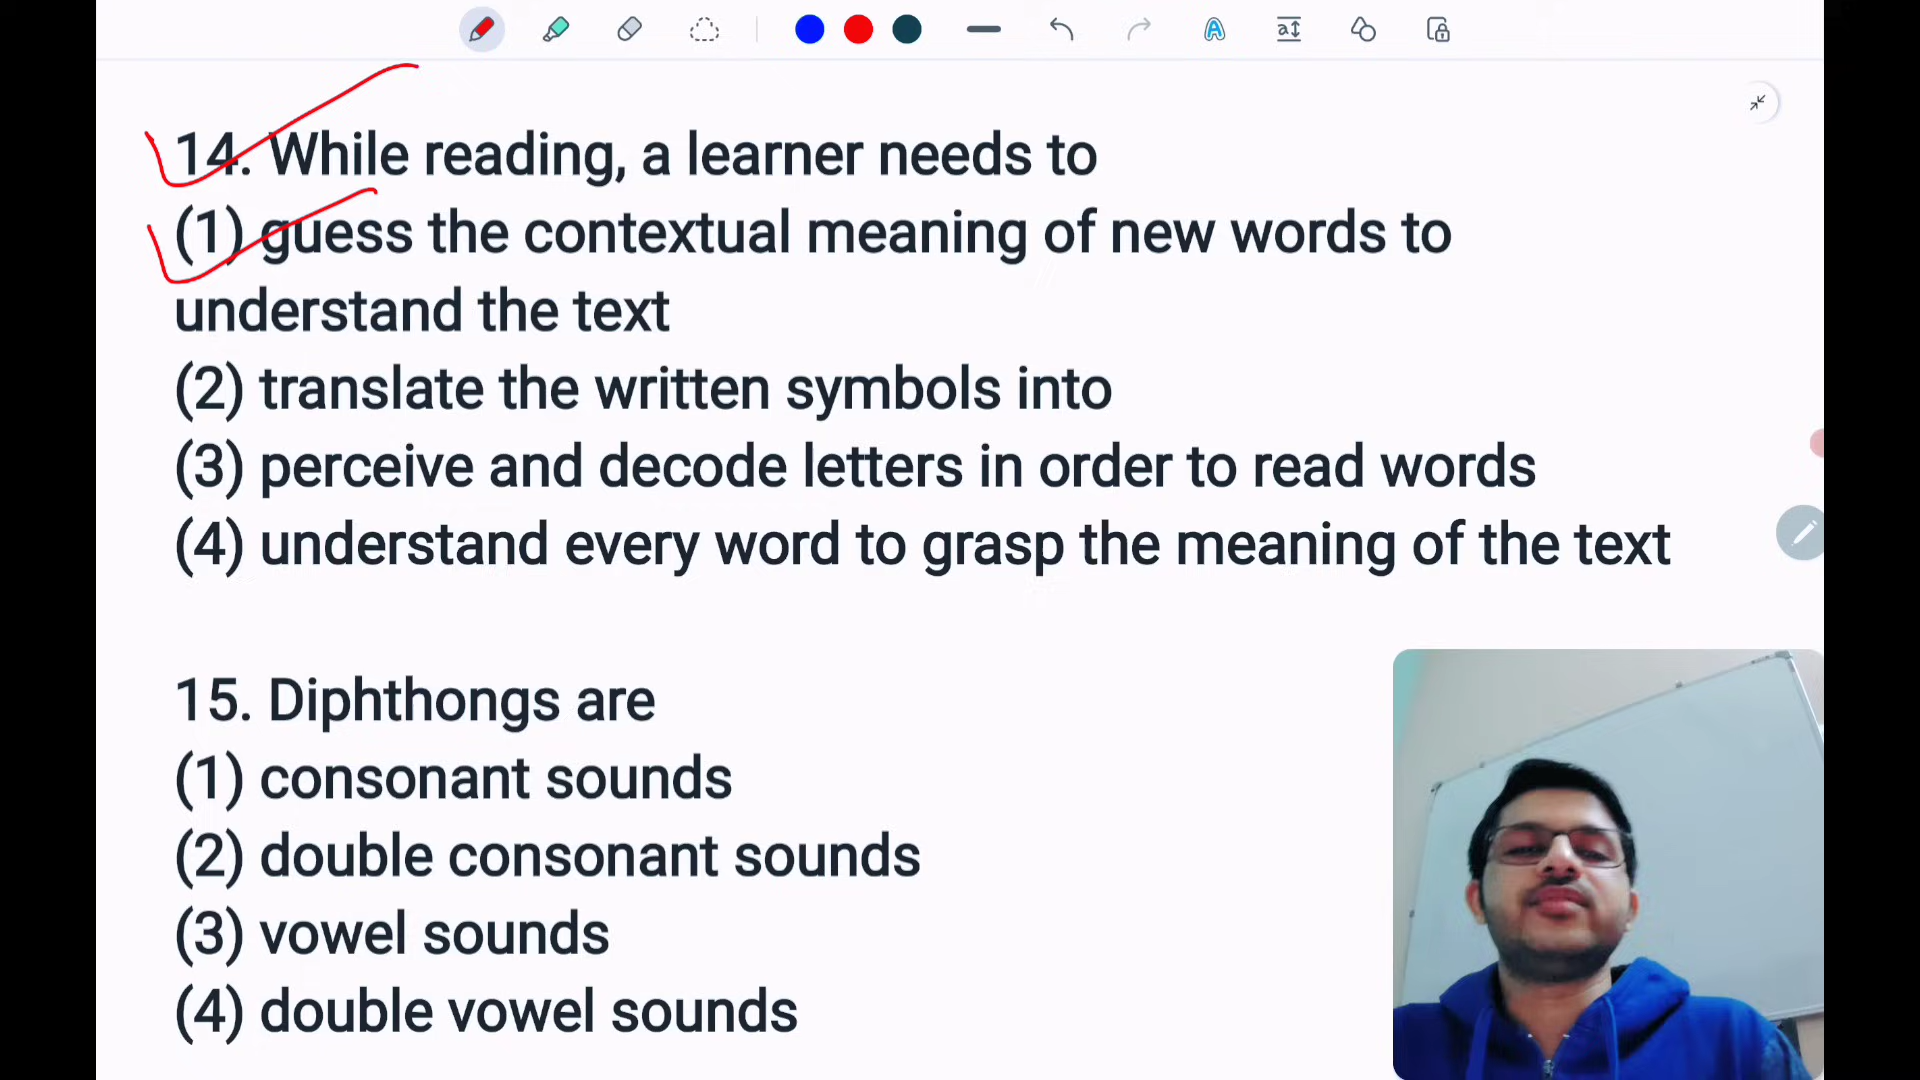 14. While reading, a learner needs to
(1) guess the contextual meaning of new words to
understand the text
(2) translate the written symbols into
(3) perceive and decode letters in order to read words
(4) understand every word to grasp the meaning of the text
15. Diphthongs are
(1) consonant sounds
(2) double consonant sounds
(3) vowel sounds
(4) double vowel sounds